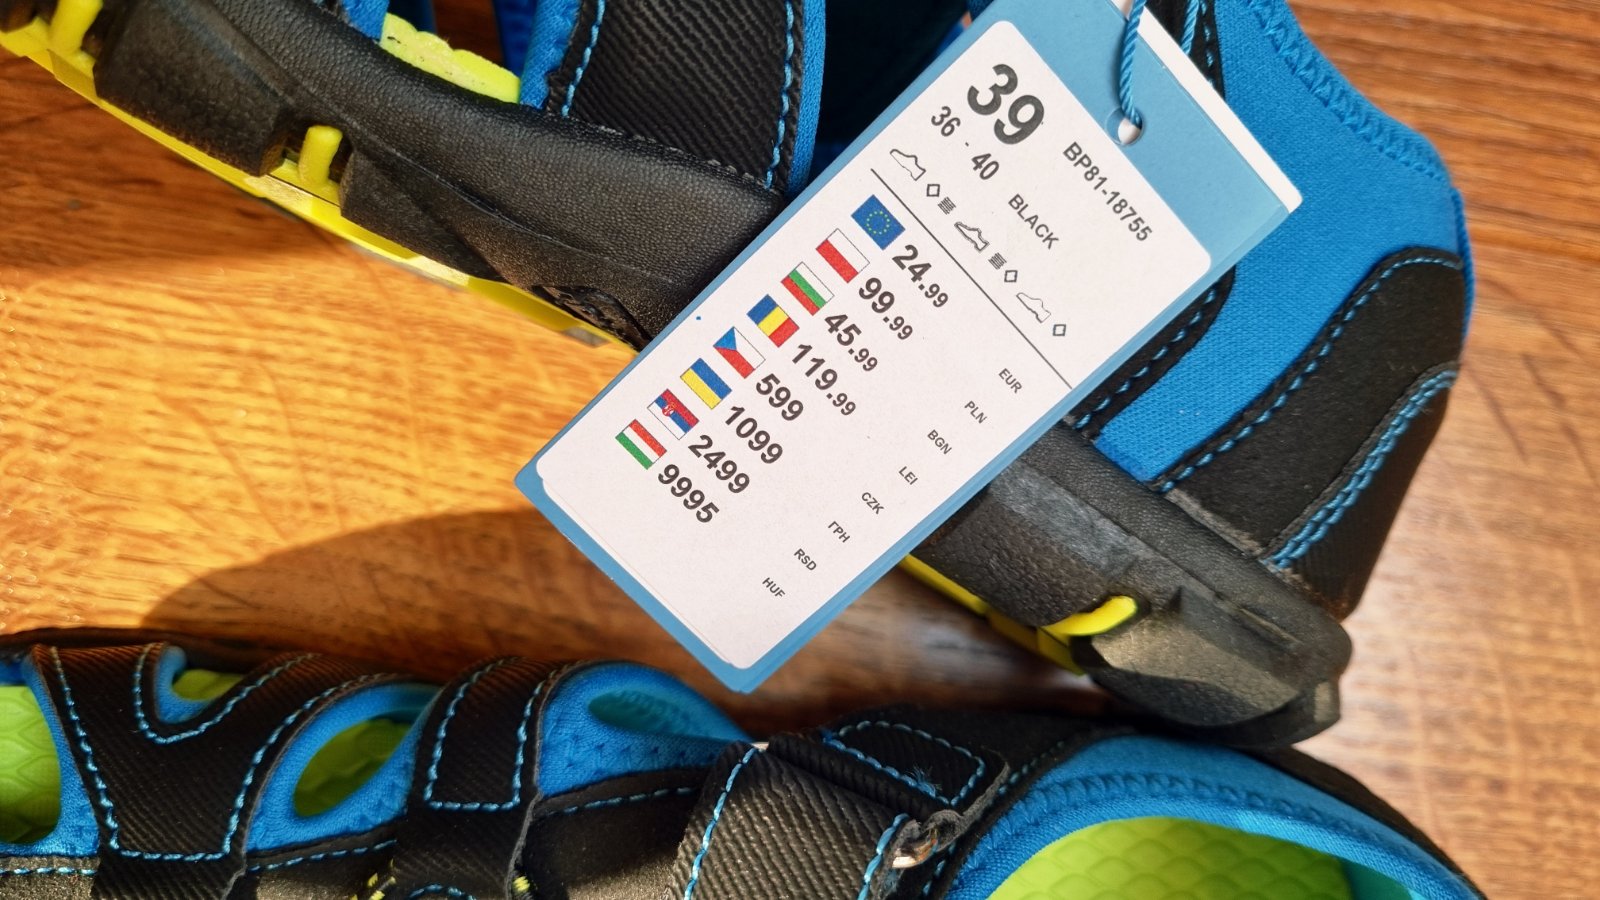 39
36 - 40
BP81-18755
BLACK
24.99 EUR
99.99 PLN
45.99 BGN
119.99 LEI
599 CZK
1099 ГРН
2499 RSD
9995 HUF